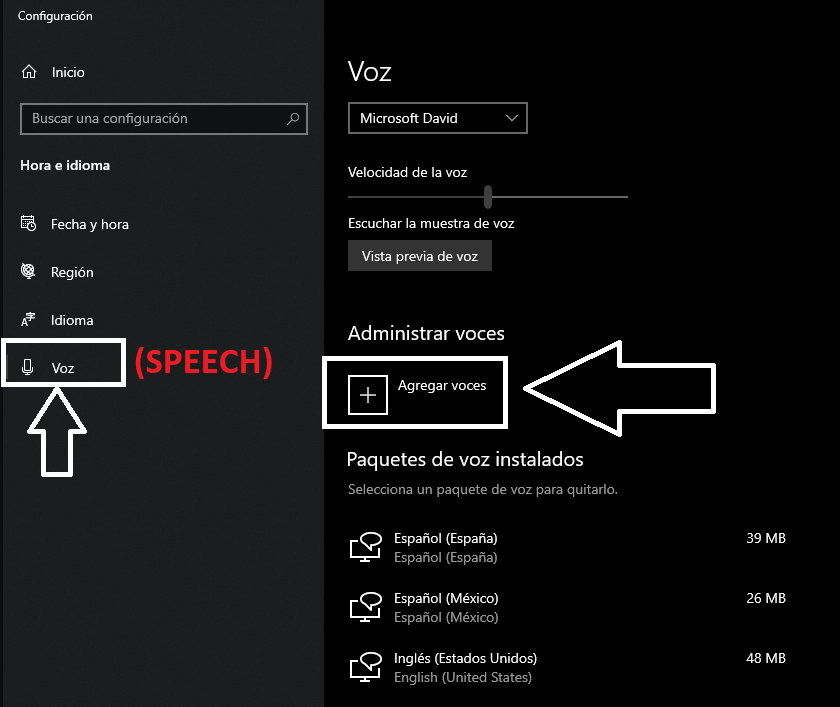 Configuración
Inicio
Buscar una configuración
Hora e idioma
Fecha y hora
Región
Idioma
Voz
(SPEECH)
Voz
Microsoft David
Velocidad de la voz
Escuchar la muestra de voz
Vista previa de voz
Administrar voces
Agregar voces
Paquetes de voz instalados
Selecciona un paquete de voz para quitarlo.
Español (España) 39 MB
Español (España)
Español (México) 26 MB
Español (México)
Inglés (Estados Unidos) 48 MB
English (United States)